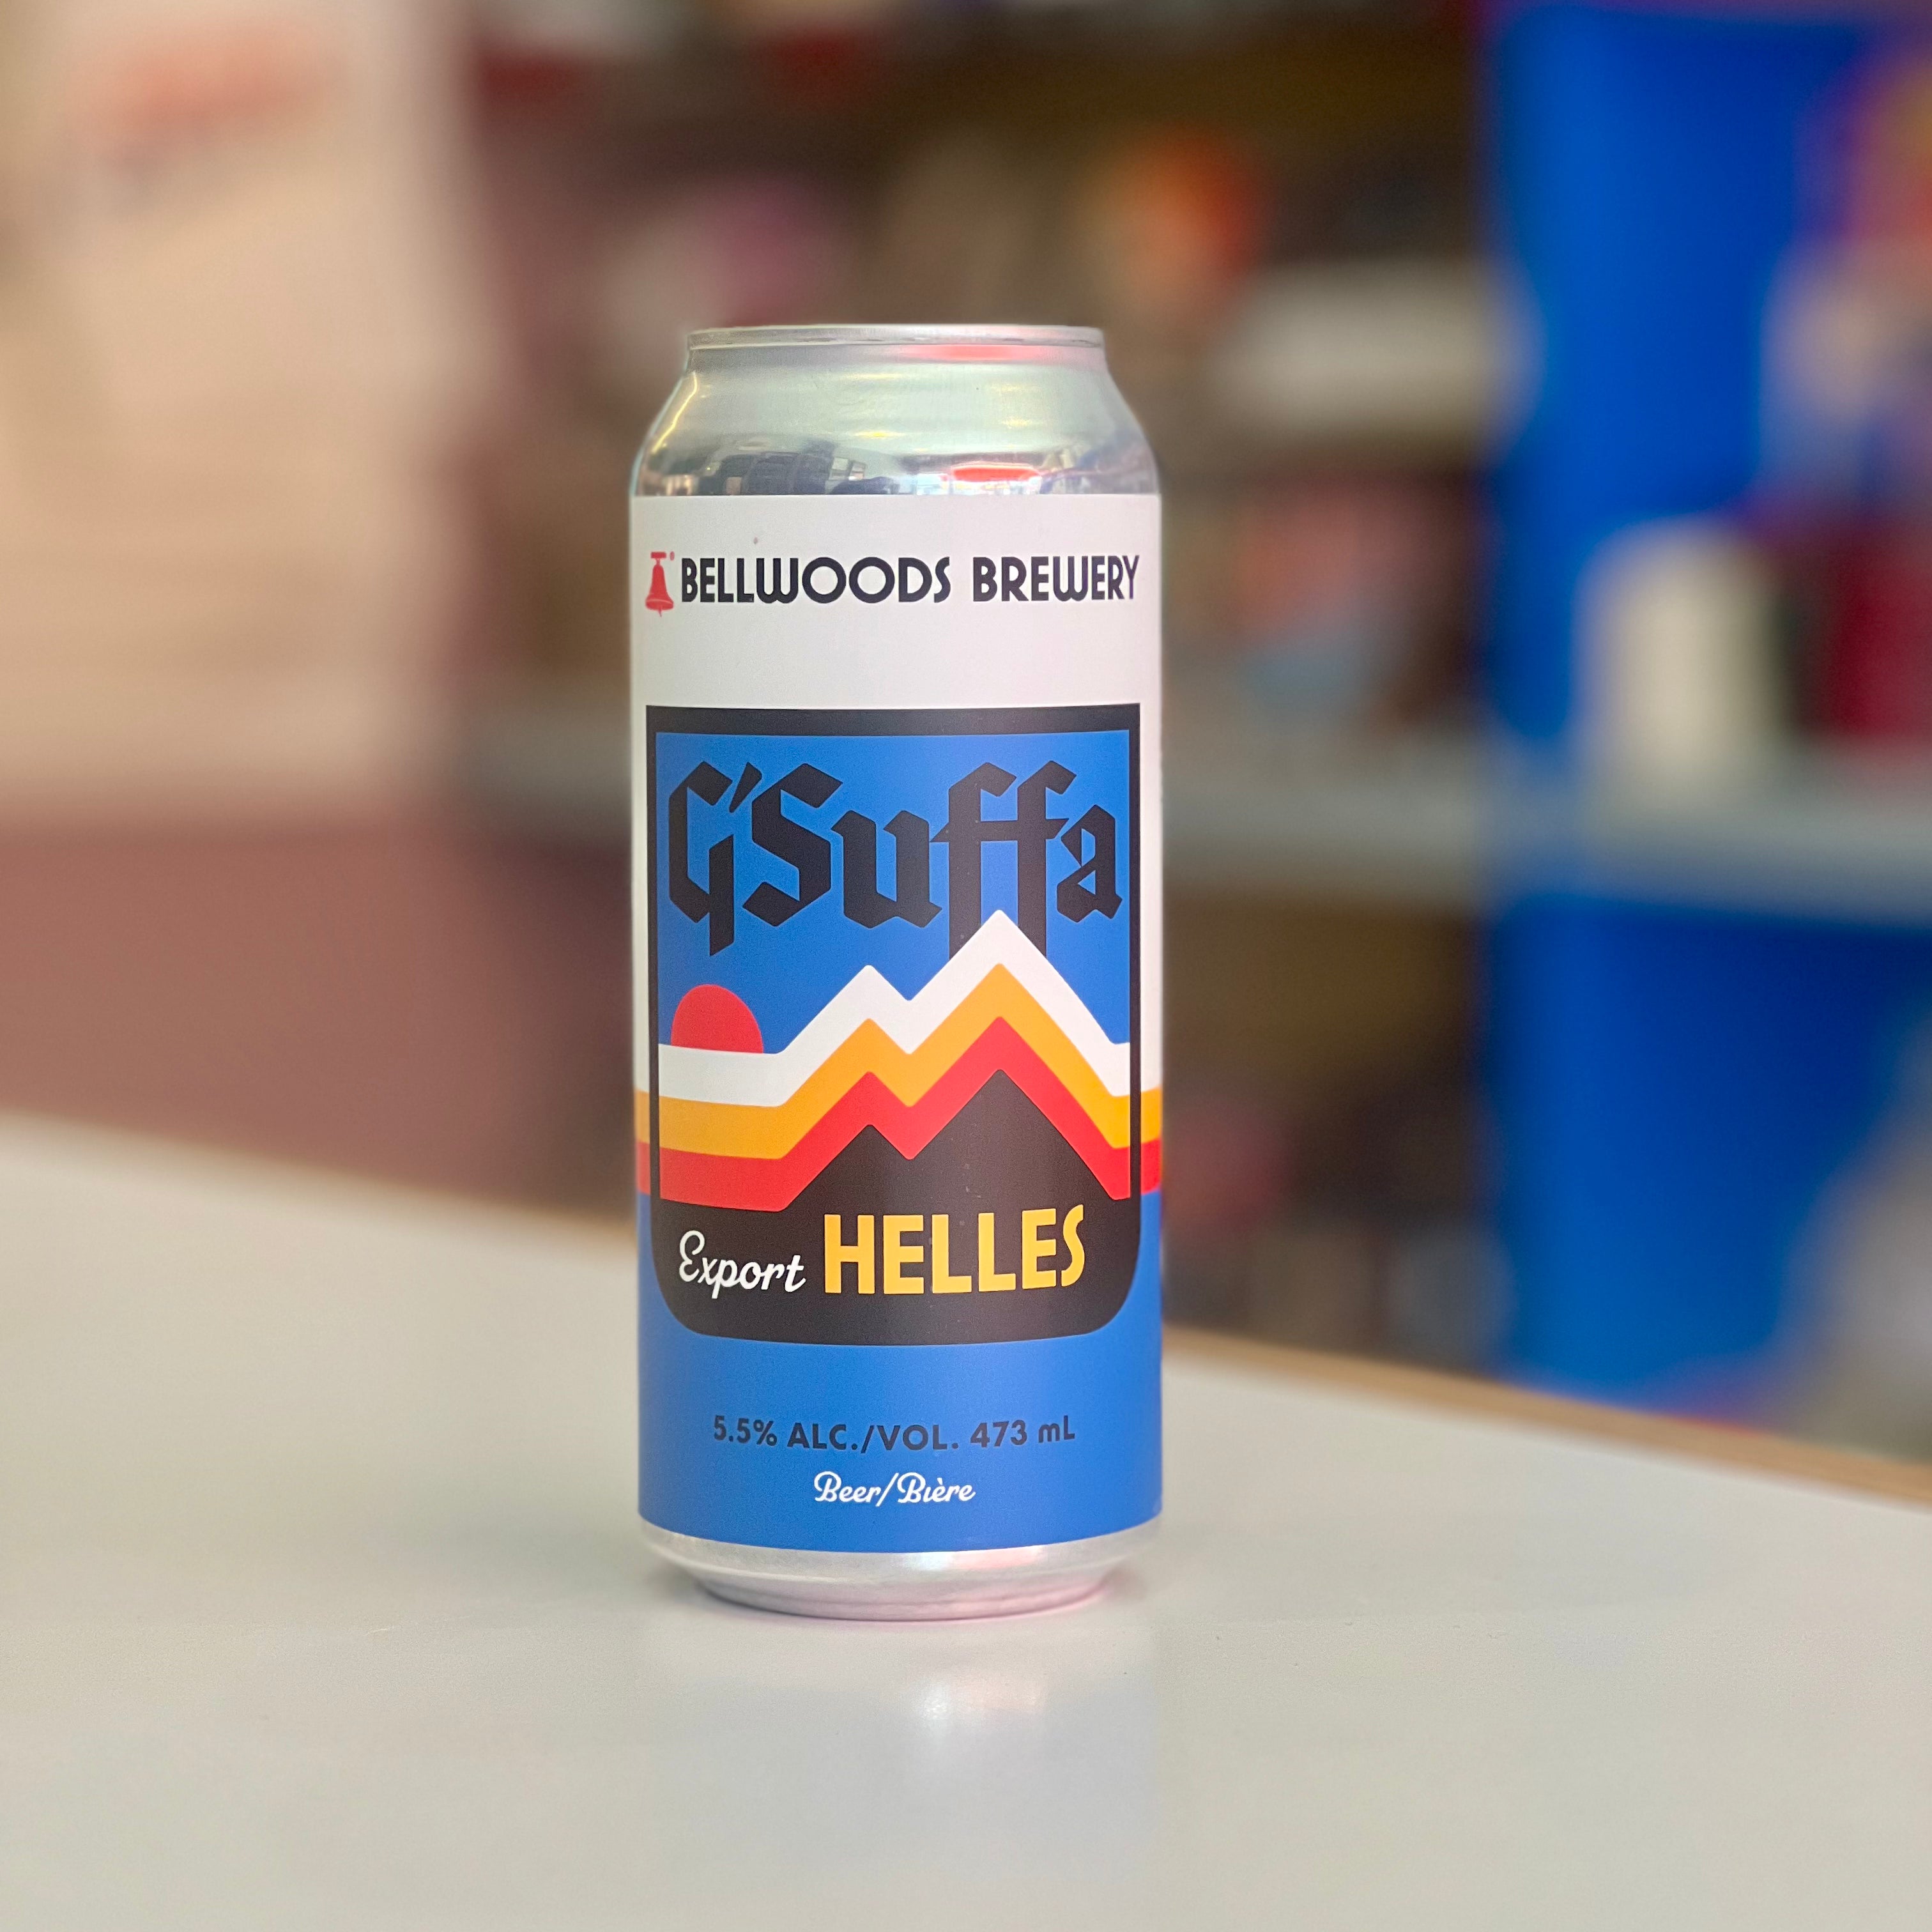 BELLWOODS BREWERY
G'Suffa
Export HELLES
5.5% ALC./VOL. 473 mL
Beer/Bière